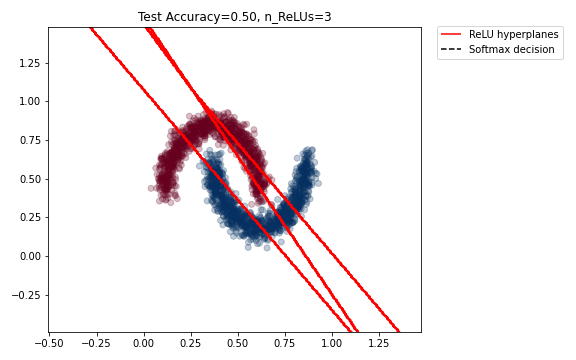 Test Accuracy=0.50, n_ReLUs=3
ReLU hyperplanes
Softmax decision
1.25
1.00
0.75
0.50
0.25
0.00
−0.25
−0.50 −0.25 0.00 0.25 0.50 0.75 1.00 1.25